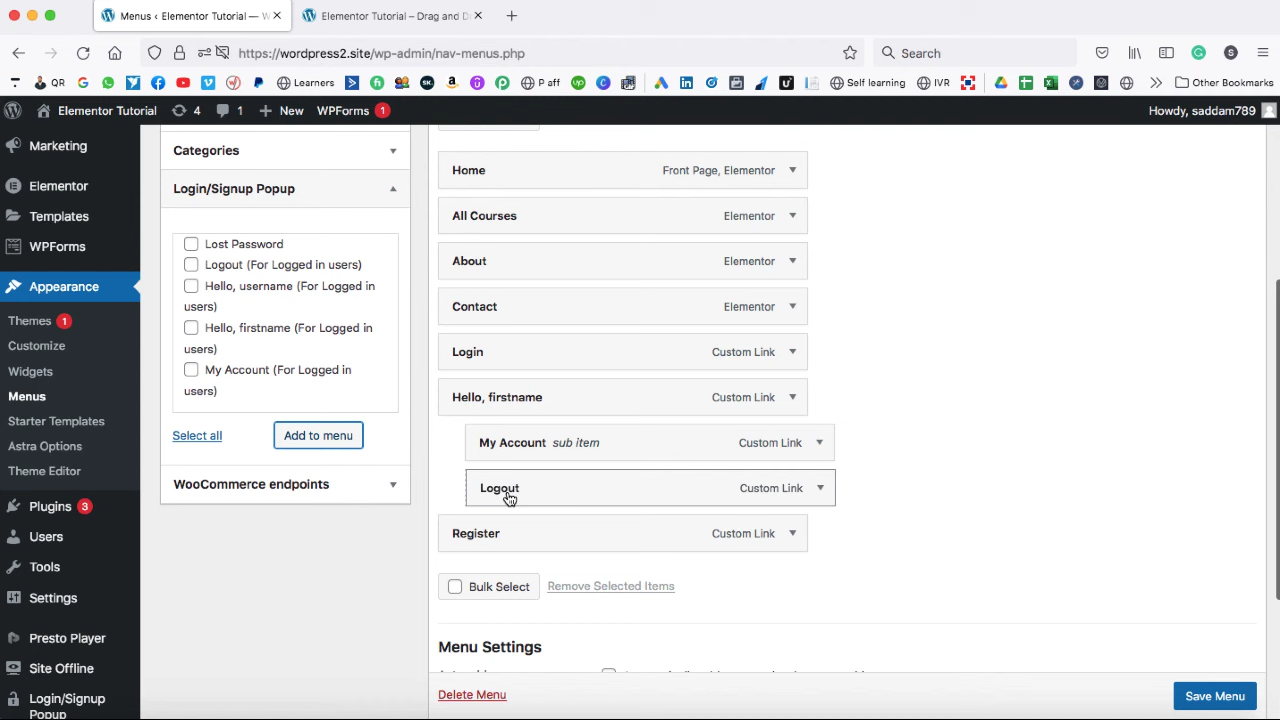 Menus ‹ Elementor Tutorial — W
Elementor Tutorial – Drag and D
https://wordpress2.site/wp-admin/nav-menus.php
Search
QR
Learners
P aff
Self learning
IVR
Other Bookmarks
Elementor Tutorial
4
1
New
WPForms
1
Howdy, saddam789
Marketing
Elementor
Templates
WPForms
Appearance
Themes 1
Customize
Widgets
Menus
Starter Templates
Astra Options
Theme Editor
Plugins 3
Users
Tools
Settings
Presto Player
Site Offline
Login/Signup
Popup
Categories
Login/Signup Popup
Lost Password
Logout (For Logged in users)
Hello, username (For Logged in
users)
Hello, firstname (For Logged in
users)
My Account (For Logged in
users)
Select all
Add to menu
WooCommerce endpoints
Home Front Page, Elementor
All Courses Elementor
About Elementor
Contact Elementor
Login Custom Link
Hello, firstname Custom Link
My Account sub item Custom Link
Logout Custom Link
Register Custom Link
Bulk Select Remove Selected Items
Menu Settings
Delete Menu
Save Menu